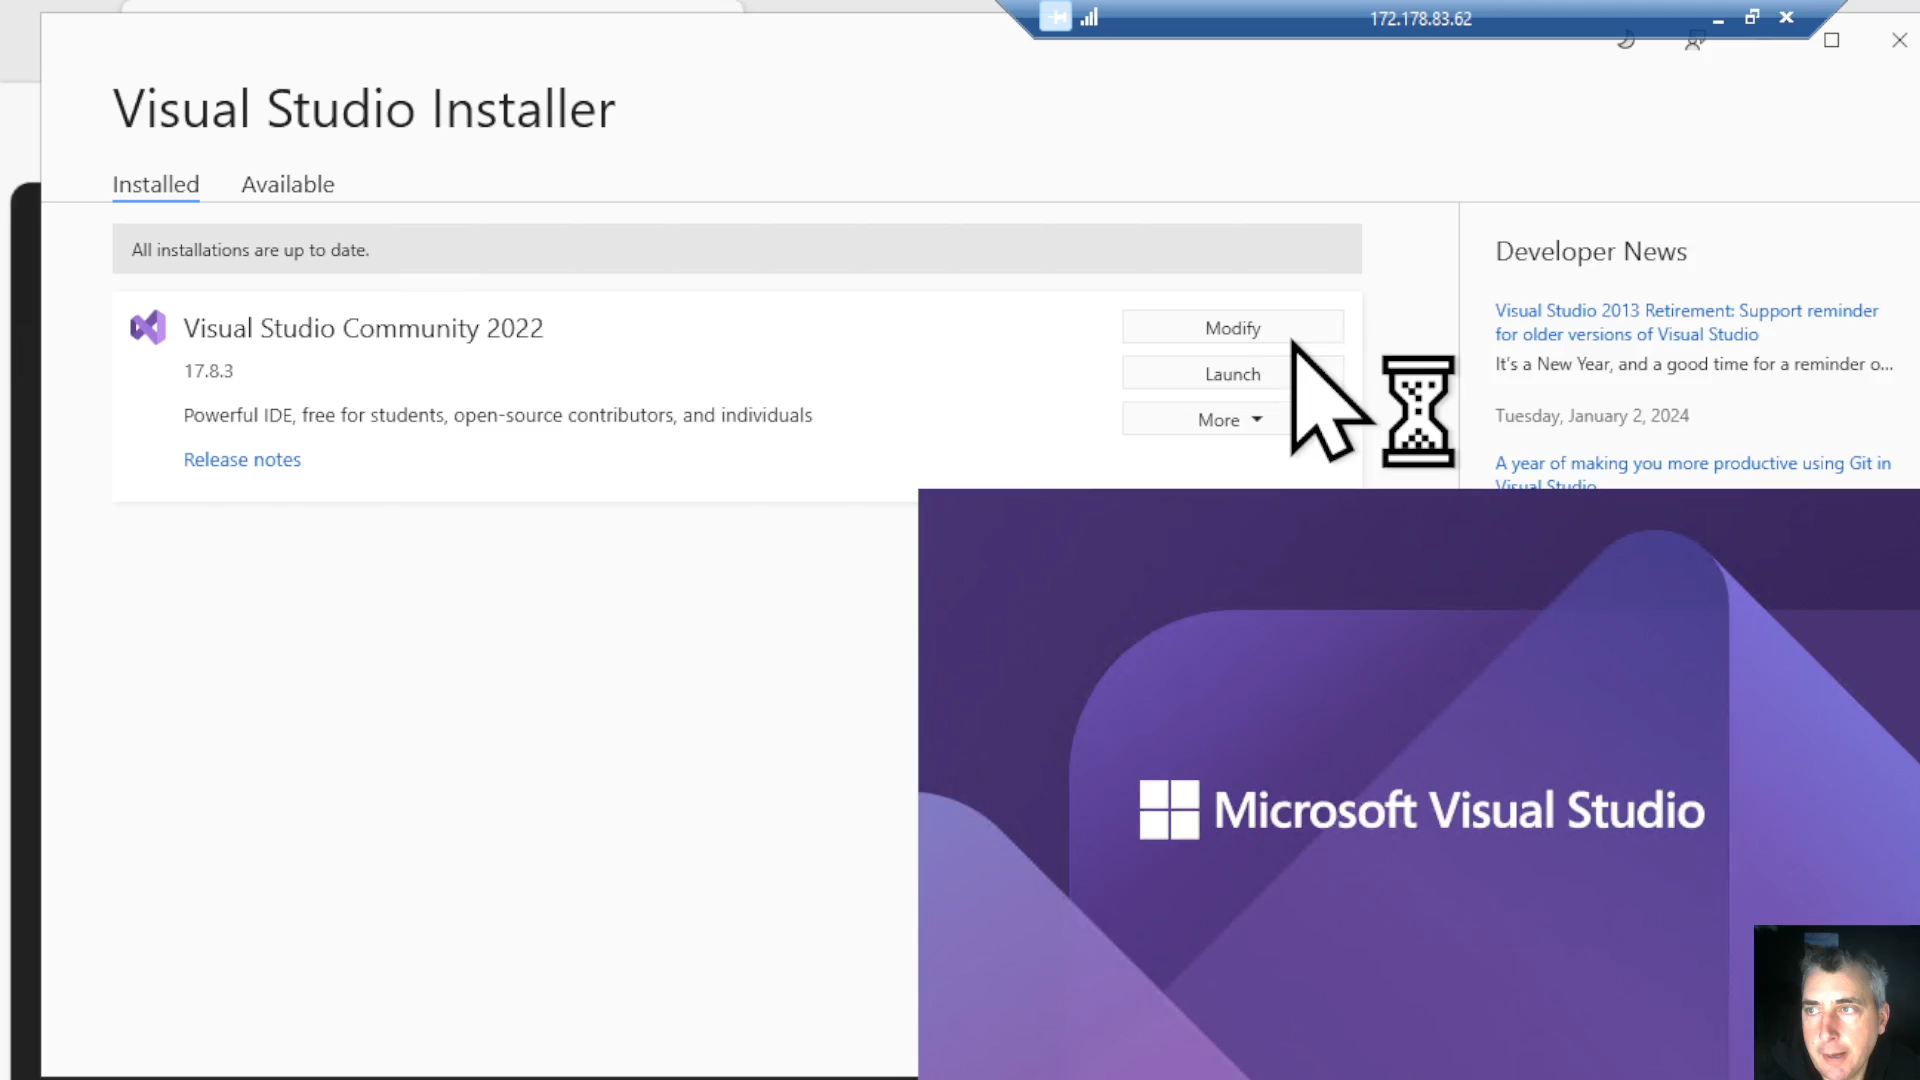 172.178.83.62
Visual Studio Installer
Installed
Available
All installations are up to date.
Visual Studio Community 2022
17.8.3
Powerful IDE, free for students, open-source contributors, and individuals
Release notes
Modify
Launch
More
Developer News
Visual Studio 2013 Retirement: Support reminder
for older versions of Visual Studio
It's a New Year, and a good time for a reminder o...
Tuesday, January 2, 2024
A year of making you more productive using Git in
Visual Studio
Microsoft Visual Studio